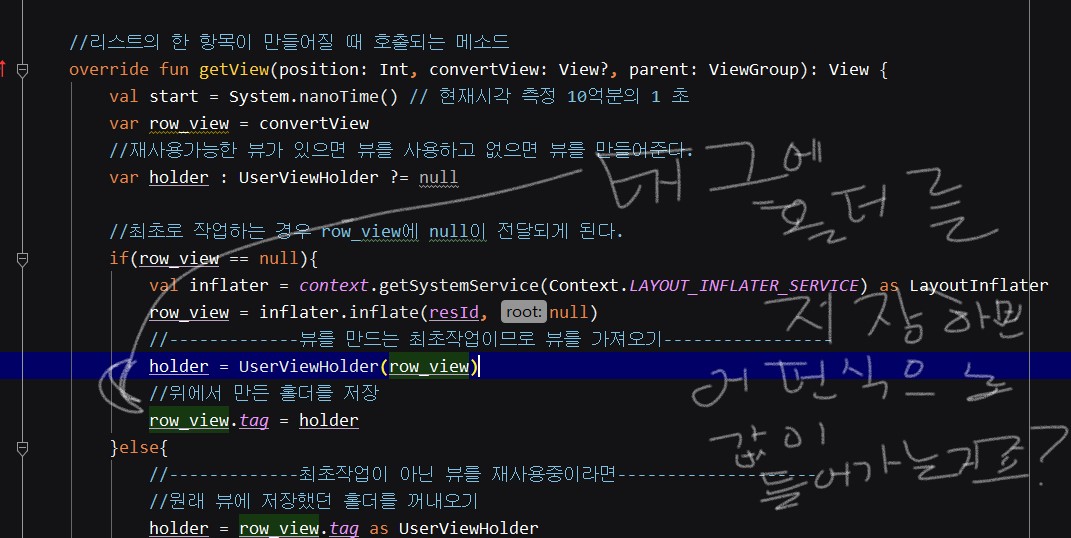 //리스트의 한 항목이 만들어질 때 호출되는 메소드
override fun getView(position: Int, convertView: View?, parent: ViewGroup): View {
val start = System.nanoTime() // 현재시각 측정 10억분의 1 초
var row_view = convertView
//재사용가능한 뷰가 있으면 뷰를 사용하고 없으면 뷰를 만들어준다.
var holder : UserViewHolder ?= null
태그에
홀더를
//최초로 작업하는 경우 row_view에 null이 전달되게 된다.
if(row_view == null){
val inflater = context.getSystemService(Context.LAYOUT_INFLATER_SERVICE) as LayoutInflater
row_view = inflater.inflate(resId, root: null)
//-------------뷰를 만드는 최초작업이므로 뷰를 가져오기-----------------
holder = UserViewHolder(row_view)
//위에서 만든 홀더를 저장
row_view.tag = holder
저장하면
어떤식으로
값이
들어가는지요?
}else{
//-------------최초작업이 아닌 뷰를 재사용중이라면--------------------
//원래 뷰에 저장했던 홀더를 꺼내오기
holder = row_view.tag as UserViewHolder